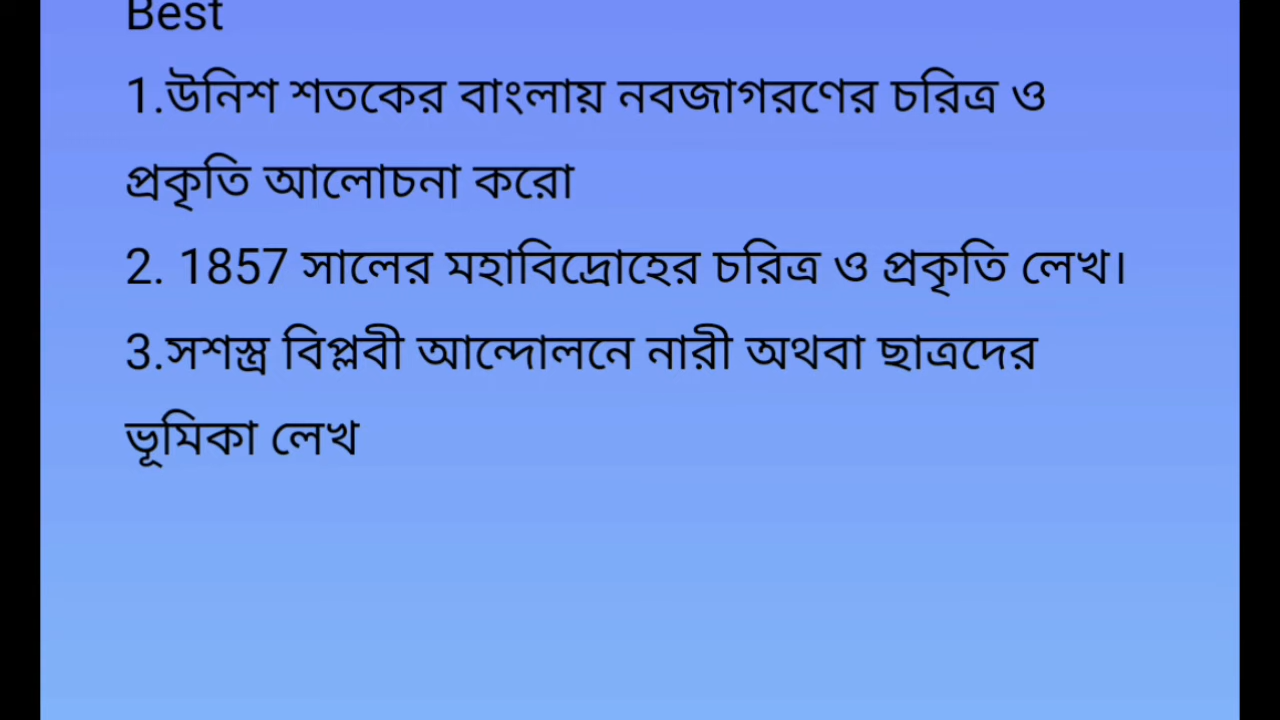 Best
1.উনিশ শতকের বাংলায় নবজাগরণের চরিত্র ও
প্রকৃতি আলোচনা করো
2. 1857 সালের মহাবিদ্রোহের চরিত্র ও প্রকৃতি লেখ।
3.সশস্ত্র বিপ্লবী আন্দোলনে নারী অথবা ছাত্রদের
ভূমিকা লেখ